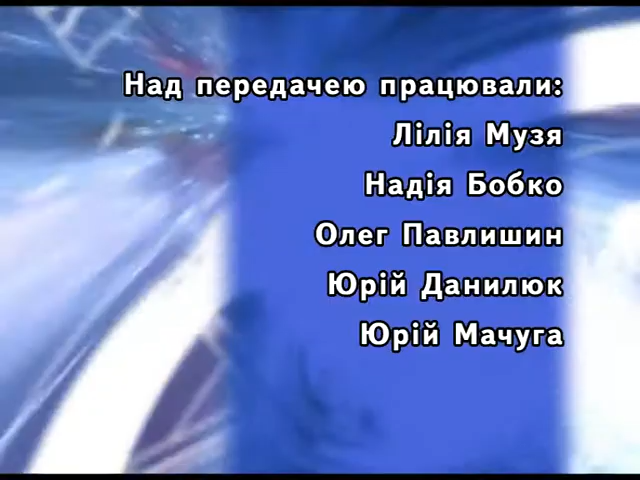 Над передачею працювали:
Лілія Музя
Надія Бобко
Олег Павлишин
Юрій Данилюк
Юрій Мачуга